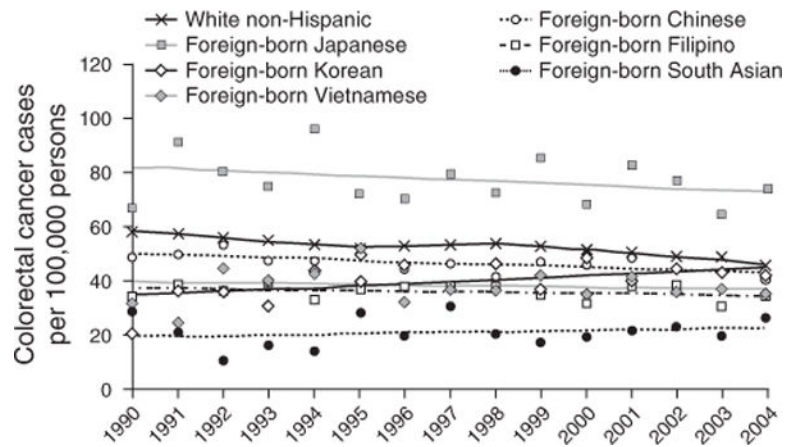 White non-Hispanic
Foreign-born Japanese
Foreign-born Korean
Foreign-born Vietnamese
Foreign-born Chinese
Foreign-born Filipino
Foreign-born South Asian
Colorectal cancer cases
per 100,000 persons
120
100
80
60
40
20
0
1990
1991
1992
1993
1994
1995
1996
1997
1998
1999
2000
2001
2002
2003
2004